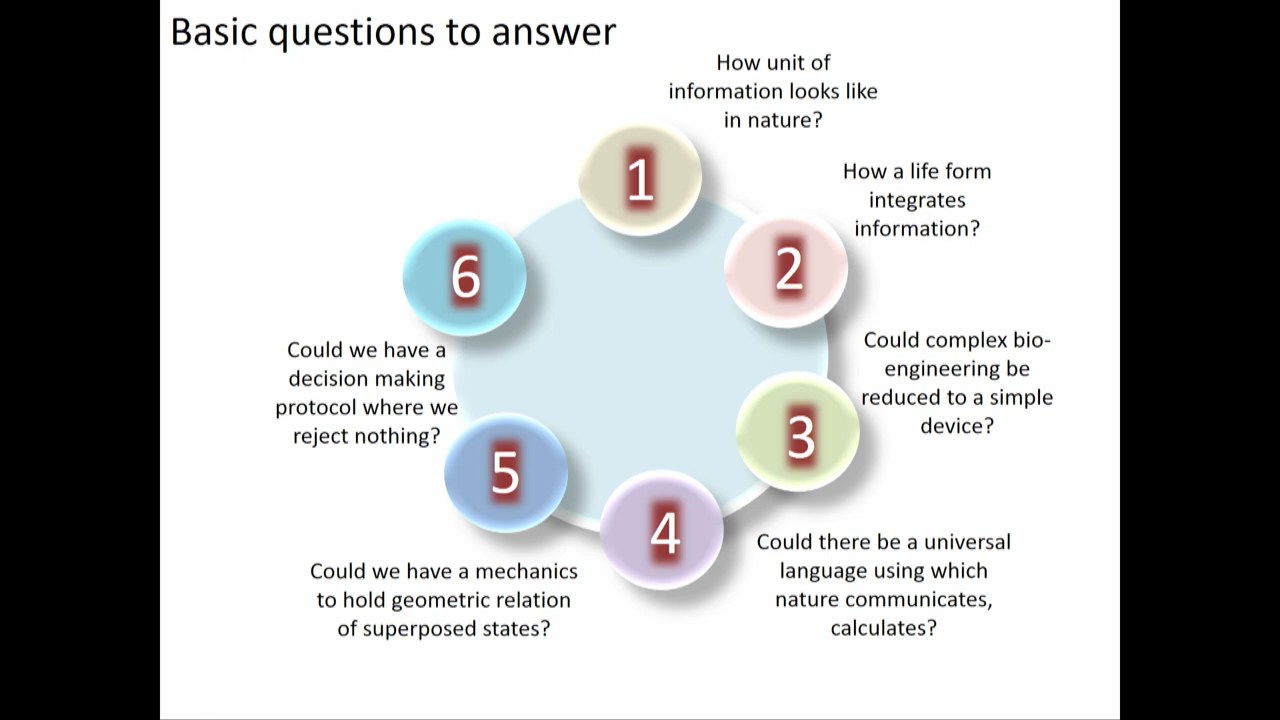 Basic questions to answer
1
How unit of
information looks like
in nature?
2
How a life form
integrates
information?
3
Could complex bio-
engineering be
reduced to a simple
device?
4
Could there be a universal
language using which
nature communicates,
calculates?
5
Could we have a mechanics
to hold geometric relation
of superposed states?
6
Could we have a
decision making
protocol where we
reject nothing?